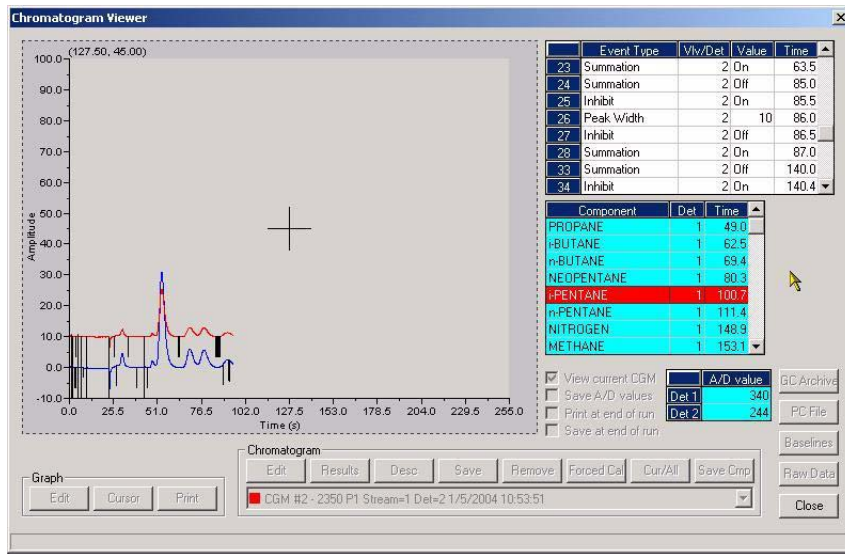 Chromatogram Viewer
(127.50, 45.00)
100.0
90.0
80.0
70.0
60.0
50.0
40.0
30.0
20.0
10.0
0.0
-10.0
Amplitude
0.0 25.5 51.0 76.5 102.0 127.5 153.0 178.5 204.0 229.5 255.0
Time (s)
Event Type Vlv/Det Value Time
23 Summation 2 On 63.5
24 Summation 2 Off 85.0
25 Inhibit 2 On 85.5
26 Peak Width 2 10 86.0
27 Inhibit 2 Off 86.5
28 Summation 2 On 87.0
33 Summation 2 Off 140.0
34 Inhibit 2 On 140.4
Component Det Time
PROPANE 1 49.0
i-BUTANE 1 62.5
n-BUTANE 1 69.4
NEOPENTANE 1 80.3
i-PENTANE 1 100.7
n-PENTANE 1 111.4
NITROGEN 1 148.9
METHANE 1 153.1
View current CGM
Save A/D values
Print at end of run
Save at end of run
A/D value
Det 1 340
Det 2 244
GC Archive
PC File
Baselines
Raw Data
Close
Graph
Edit Cursor Print
Chromatogram
Edit Results Desc Save Remove Forced Cal Cur/All Save Cmp
CGM #2 - 2350 P1 Stream=1 Det=2 1/5/2004 10:53:51